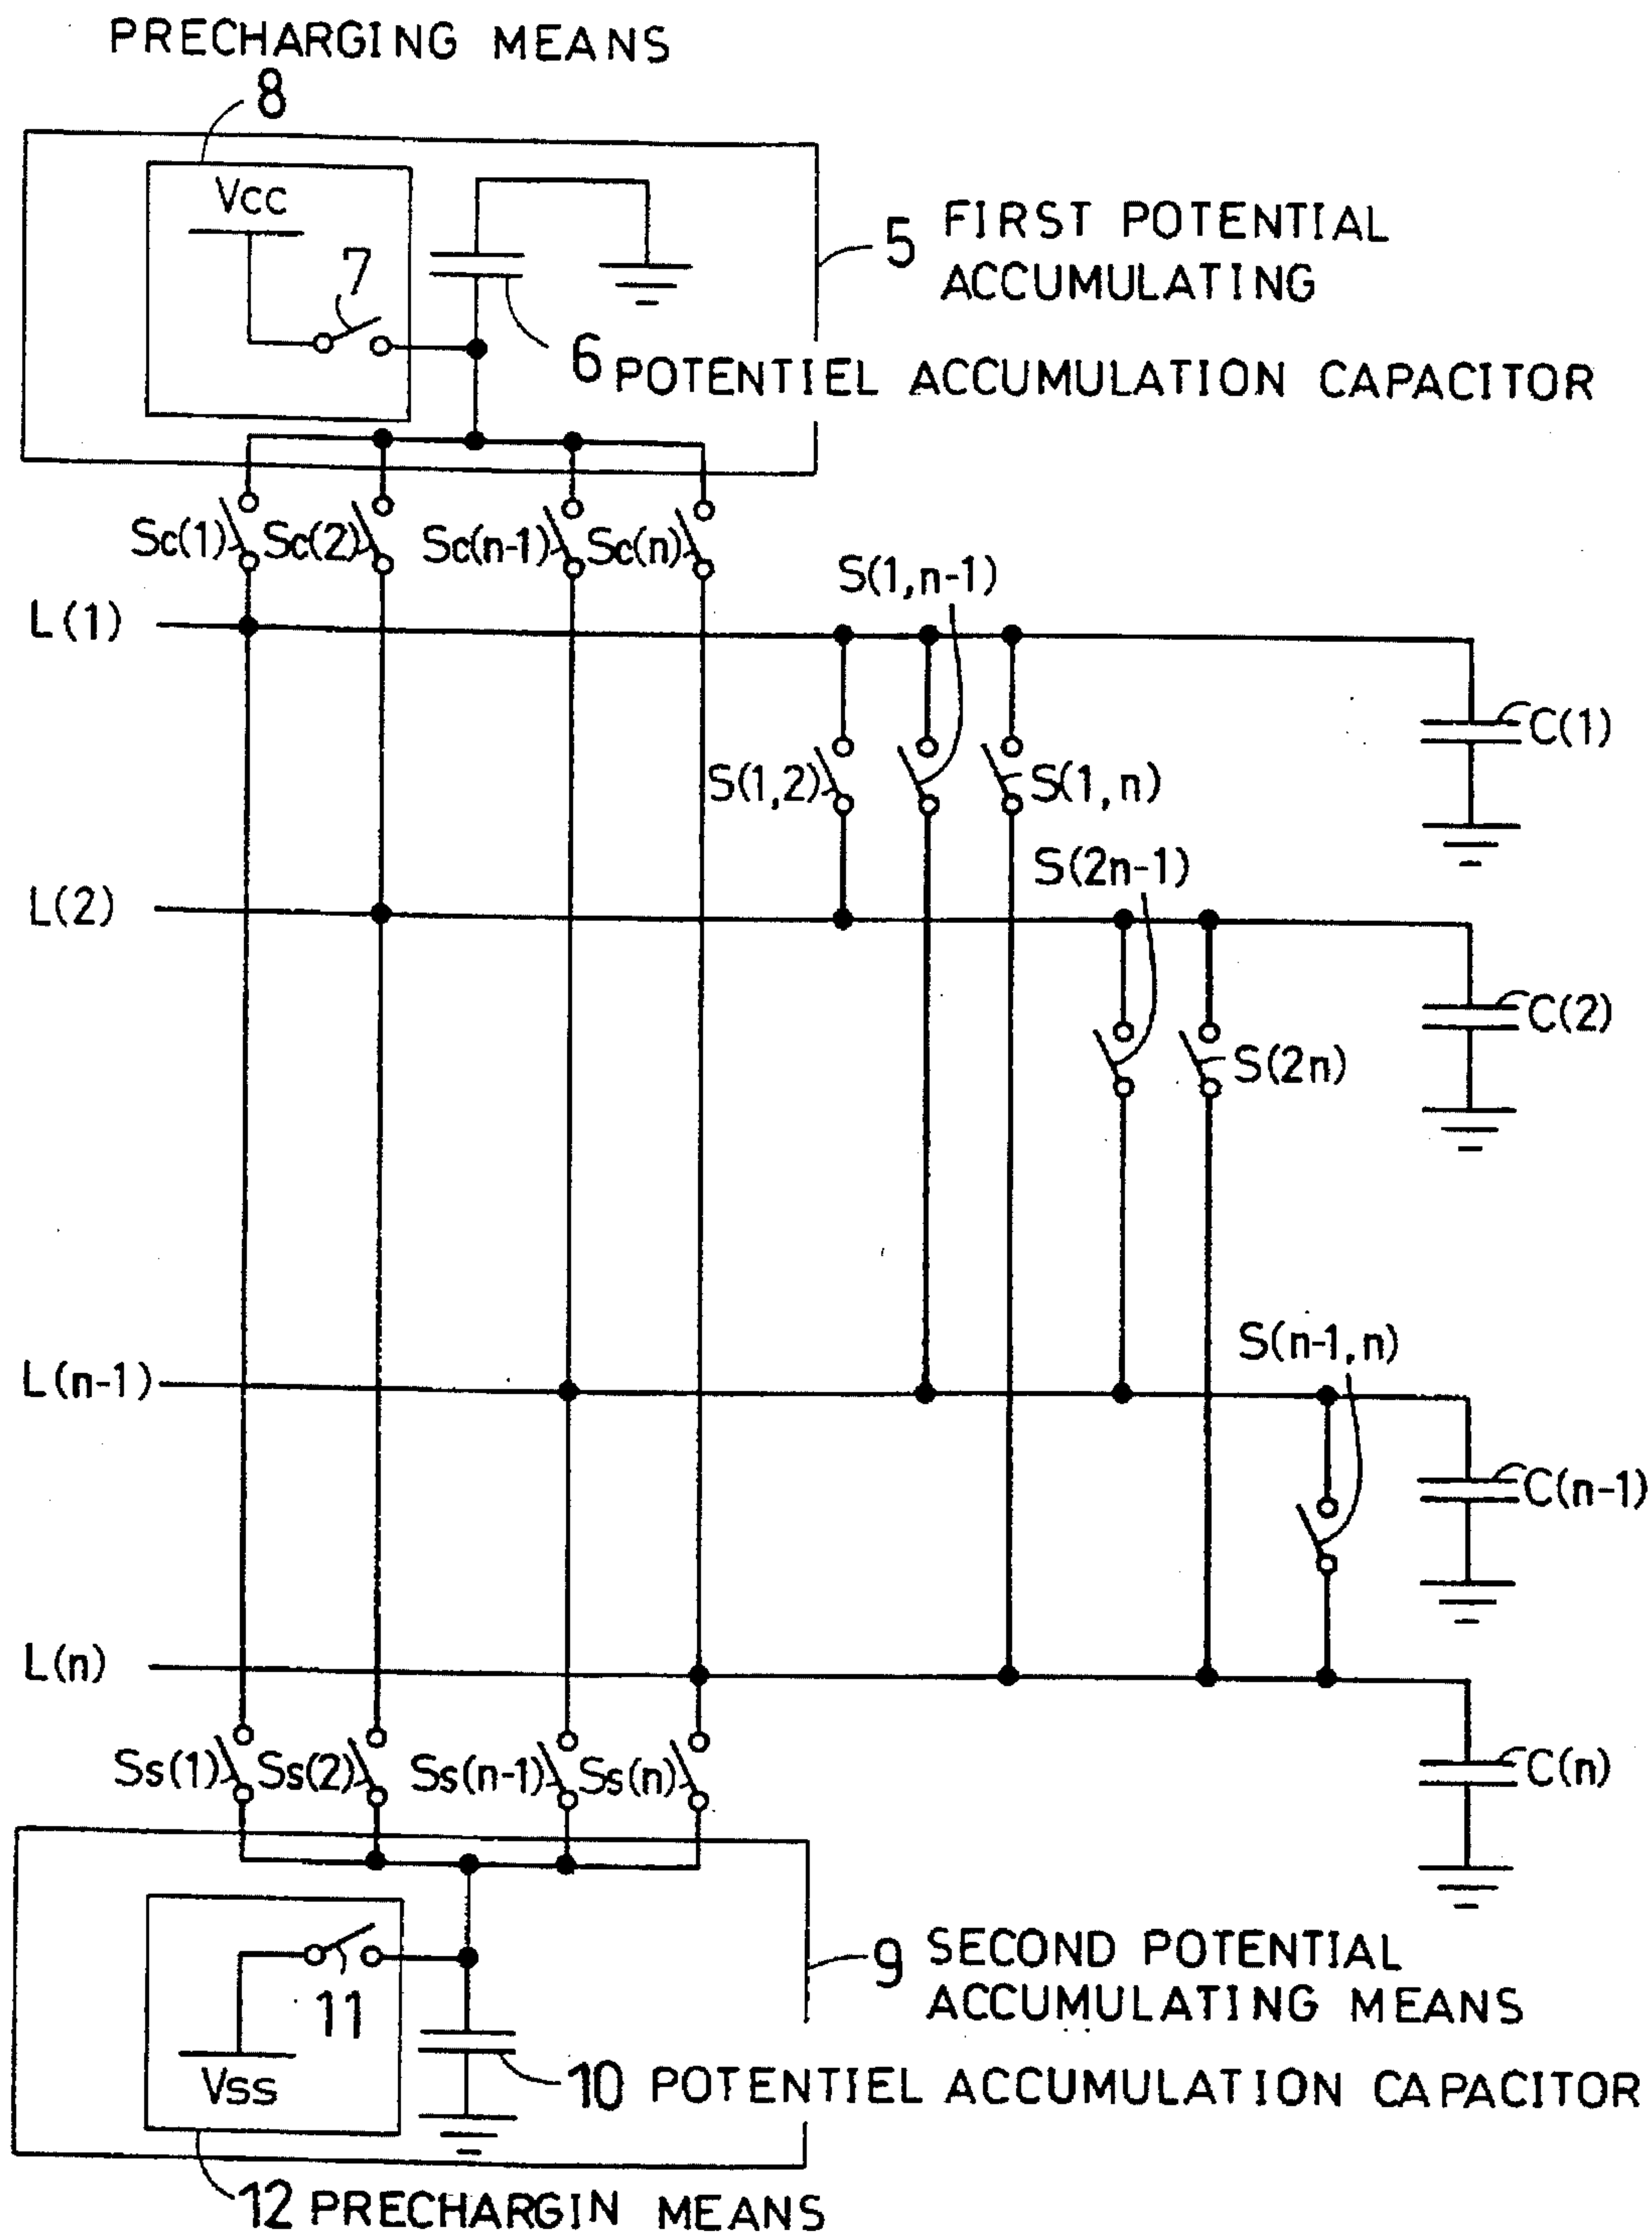 PRECHARGING MEANS
8
Vcc
7
5 FIRST POTENTIAL
ACCUMULATING
6 POTENTIEL ACCUMULATION CAPACITOR
Sc(1) Sc(2) Sc(n-1) Sc(n)
S(1,n-1)
L(1)
C(1)
S(1,2) S(1,n)
S(2n-1)
L(2)
C(2)
S(2n)
S(n-1,n)
L(n-1)
C(n-1)
L(n)
Ss(1) Ss(2) Ss(n-1) Ss(n)
C(n)
9 SECOND POTENTIAL
ACCUMULATING MEANS
11
Vss
10 POTENTIEL ACCUMULATION CAPACITOR
12 PRECHARGIN MEANS